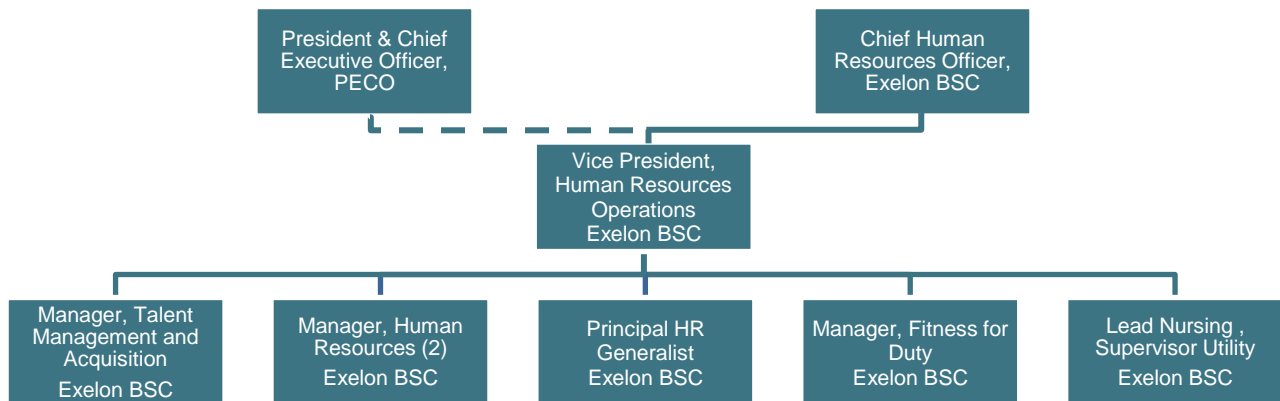 President & Chief
Executive Officer,
PECO
Chief Human
Resources Officer,
Exelon BSC
Vice President,
Human Resources
Operations
Exelon BSC
Manager, Talent
Management and
Acquisition
Exelon BSC
Manager, Human
Resources (2)
Exelon BSC
Principal HR
Generalist
Exelon BSC
Manager, Fitness for
Duty
Exelon BSC
Lead Nursing ,
Supervisor Utility
Exelon BSC